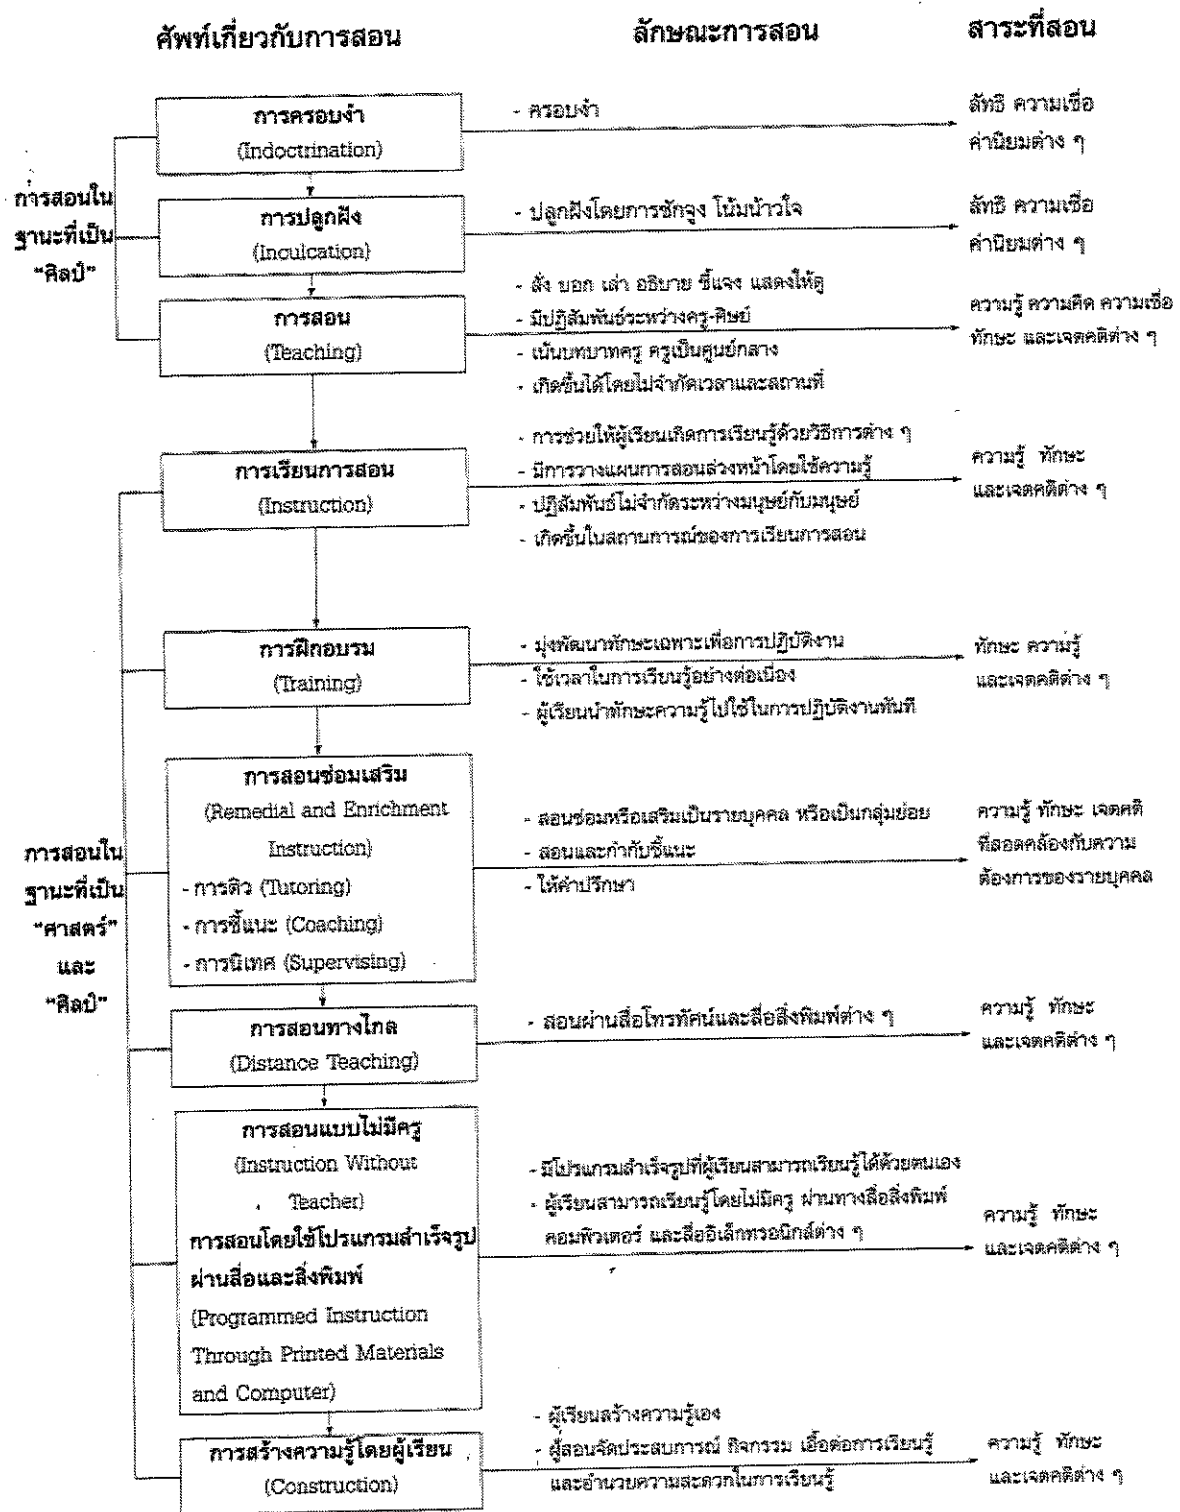 ศัพท์เกี่ยวกับการสอน
ลักษณะการสอน
สาระที่สอน
การสอนใน
ฐานะที่เป็น
"ศิลป์"
การครอบงำ
(Indoctrination)
- ครอบงำ
ลัทธิ ความเชื่อ
ค่านิยมต่าง ๆ
การปลูกฝัง
(Inculcation)
- ปลูกฝังโดยการชักจูง โน้มน้าวใจ
ลัทธิ ความเชื่อ
ค่านิยมต่าง ๆ
การสอน
(Teaching)
- สั่ง บอก เล่า อธิบาย ชี้แจง แสดงให้ดู
- มีปฏิสัมพันธ์ระหว่างครู-ศิษย์
- เน้นบทบาทครู ครูเป็นศูนย์กลาง
- เกิดขึ้นได้โดยไม่จำกัดเวลาและสถานที่
ความรู้ ความคิด ความเชื่อ
ทักษะ และเจตคติต่าง ๆ
การสอนใน
ฐานะที่เป็น
"ศาสตร์"
และ
"ศิลป์"
การเรียนการสอน
(Instruction)
- การช่วยให้ผู้เรียนเกิดการเรียนรู้ด้วยวิธีการต่าง ๆ
- มีการวางแผนการสอนล่วงหน้าโดยใช้ความรู้
- ปฏิสัมพันธ์ไม่จำกัดระหว่างมนุษย์กับมนุษย์
- เกิดขึ้นในสถานการณ์ของการเรียนการสอน
ความรู้ ทักษะ
และเจตคติต่าง ๆ
การฝึกอบรม
(Training)
- มุ่งพัฒนาทักษะเฉพาะเพื่อการปฏิบัติงาน
- ใช้เวลาในการเรียนรู้อย่างต่อเนื่อง
- ผู้เรียนนำทักษะความรู้ไปใช้ในการปฏิบัติงานทันที
ทักษะ ความรู้
และเจตคติต่าง ๆ
การสอนซ่อมเสริม
(Remedial and Enrichment
Instruction)
- การติว (Tutoring)
- การชี้แนะ (Coaching)
- การนิเทศ (Supervising)
- สอนซ่อมหรือเสริมเป็นรายบุคคล หรือเป็นกลุ่มย่อย
- สอนและกำกับชี้แนะ
- ให้คำปรึกษา
ความรู้ ทักษะ เจตคติ
ที่สอดคล้องกับความ
ต้องการของรายบุคคล
การสอนทางไกล
(Distance Teaching)
- สอนผ่านสื่อโทรทัศน์และสื่อสิ่งพิมพ์ต่าง ๆ
ความรู้ ทักษะ
และเจตคติต่าง ๆ
การสอนแบบไม่มีครู
(Instruction Without
Teacher)
การสอนโดยใช้โปรแกรมสำเร็จรูป
ผ่านสื่อและสิ่งพิมพ์
(Programmed Instruction
Through Printed Materials
and Computer)
- มีโปรแกรมสำเร็จรูปที่ผู้เรียนสามารถเรียนรู้ได้ด้วยตนเอง
- ผู้เรียนสามารถเรียนรู้โดยไม่มีครู ผ่านทางสื่อสิ่งพิมพ์
คอมพิวเตอร์ และสื่ออิเล็กทรอนิกส์ต่าง ๆ
ความรู้ ทักษะ
และเจตคติต่าง ๆ
การสร้างความรู้โดยผู้เรียน
(Construction)
- ผู้เรียนสร้างความรู้เอง
- ผู้สอนจัดประสบการณ์ กิจกรรม เอื้อต่อการเรียนรู้
และอำนวยความสะดวกในการเรียนรู้
ความรู้ ทักษะ
และเจตคติต่าง ๆ